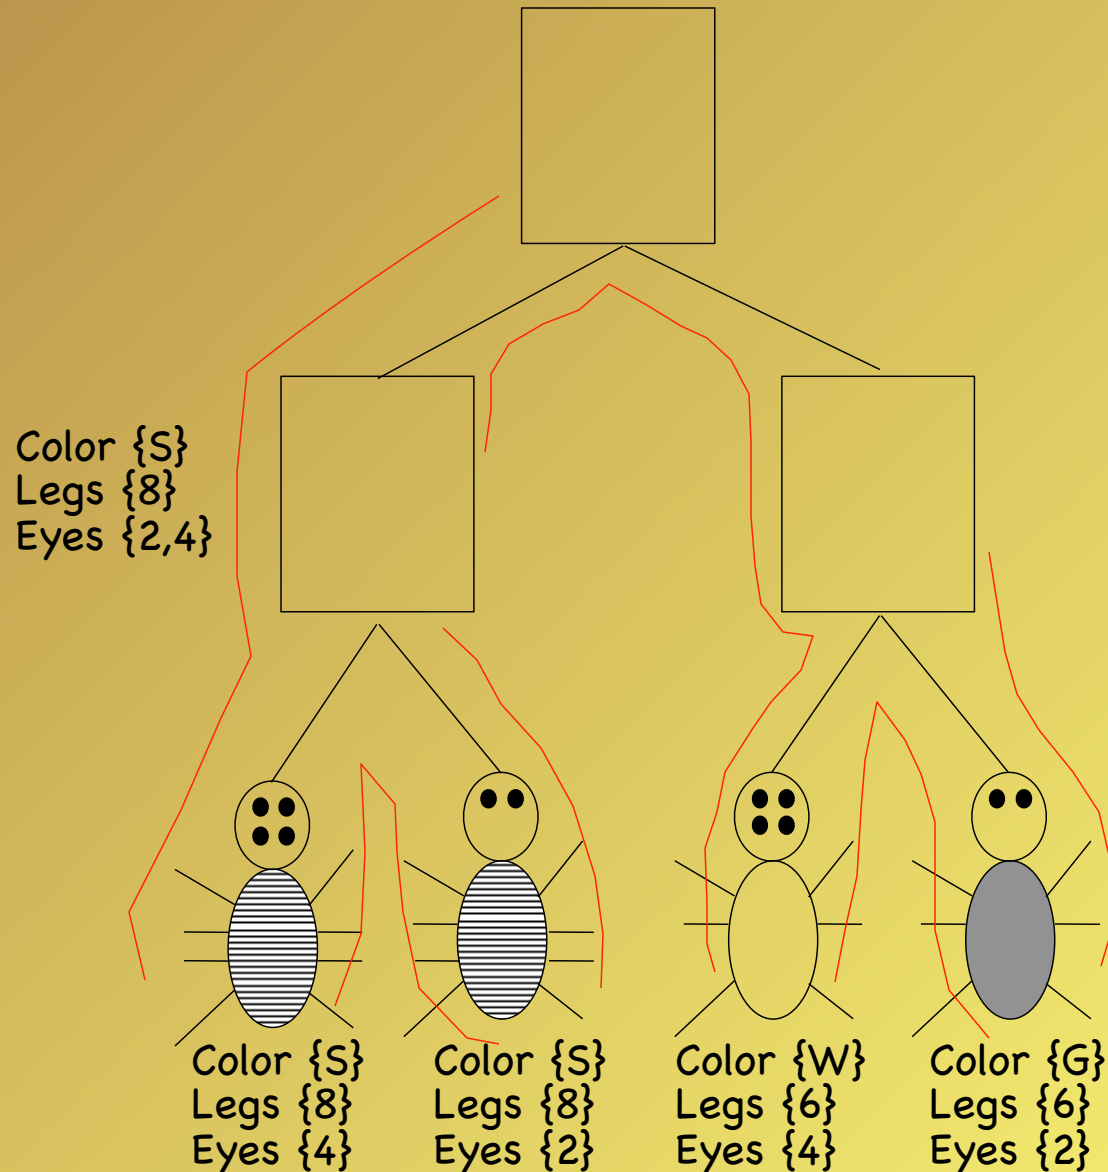 Color {S}
Legs {8}
Eyes {2,4}
Color {S}
Legs {8}
Eyes {4}
Color {S}
Legs {8}
Eyes {2}
Color {W}
Legs {6}
Eyes {4}
Color {G}
Legs {6}
Eyes {2}